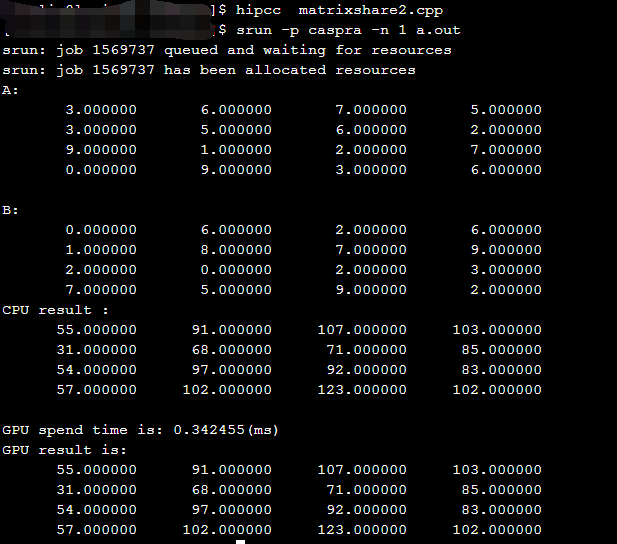 ]$ hipcc  matrixshare2.cpp
[ ]$ srun -p caspra -n 1 a.out
srun: job 1569737 queued and waiting for resources
srun: job 1569737 has been allocated resources
A:
3.000000 6.000000 7.000000 5.000000
3.000000 5.000000 6.000000 2.000000
9.000000 1.000000 2.000000 7.000000
0.000000 9.000000 3.000000 6.000000
B:
0.000000 6.000000 2.000000 6.000000
1.000000 8.000000 7.000000 9.000000
2.000000 0.000000 2.000000 3.000000
7.000000 5.000000 9.000000 2.000000
CPU result :
55.000000 91.000000 107.000000 103.000000
31.000000 68.000000 71.000000 85.000000
54.000000 97.000000 92.000000 83.000000
57.000000 102.000000 123.000000 102.000000
GPU spend time is: 0.342455(ms)
GPU result is:
55.000000 91.000000 107.000000 103.000000
31.000000 68.000000 71.000000 85.000000
54.000000 97.000000 92.000000 83.000000
57.000000 102.000000 123.000000 102.000000